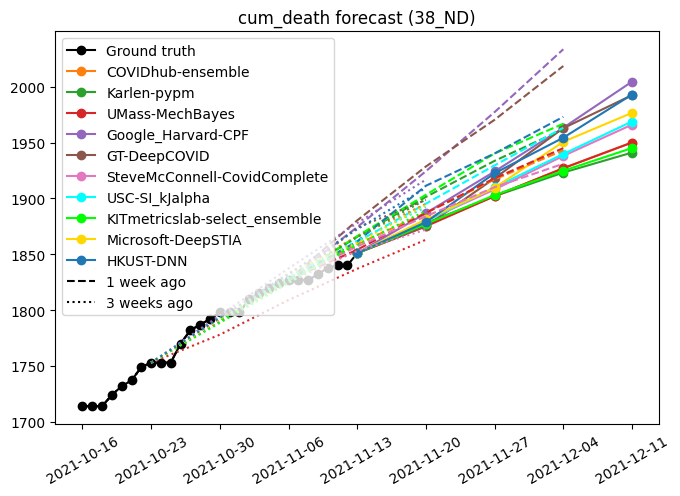 cum_death forecast (38_ND)
Ground truth
COVIDhub-ensemble
Karlen-pypm
UMass-MechBayes
Google_Harvard-CPF
GT-DeepCOVID
SteveMcConnell-CovidComplete
USC-SI_kJalpha
KITmetricslab-select_ensemble
Microsoft-DeepSTIA
HKUST-DNN
1 week ago
3 weeks ago
2000
1950
1900
1850
1800
1750
1700
2021-10-16
2021-10-23
2021-10-30
2021-11-06
2021-11-13
2021-11-20
2021-11-27
2021-12-04
2021-12-11